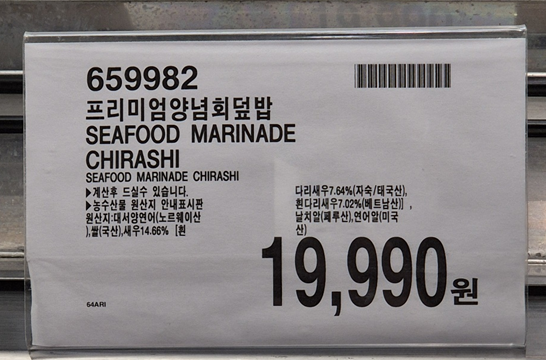 659982
프리미엄양념회덮밥
SEAFOOD MARINADE
CHIRASHI
SEAFOOD MARINADE CHIRASHI
▶계산후 드실수 있습니다.
▶농수산물 원산지 안내표시판
원산지:대서양연어(노르웨이산
),쌀(국산),새우14.66% [흰
다리새우7.64%(자숙/태국산),
흰다리새우7.02%(베트남산)] ,
날치알(페루산),연어알(미국
산)
19,990원
64ARI